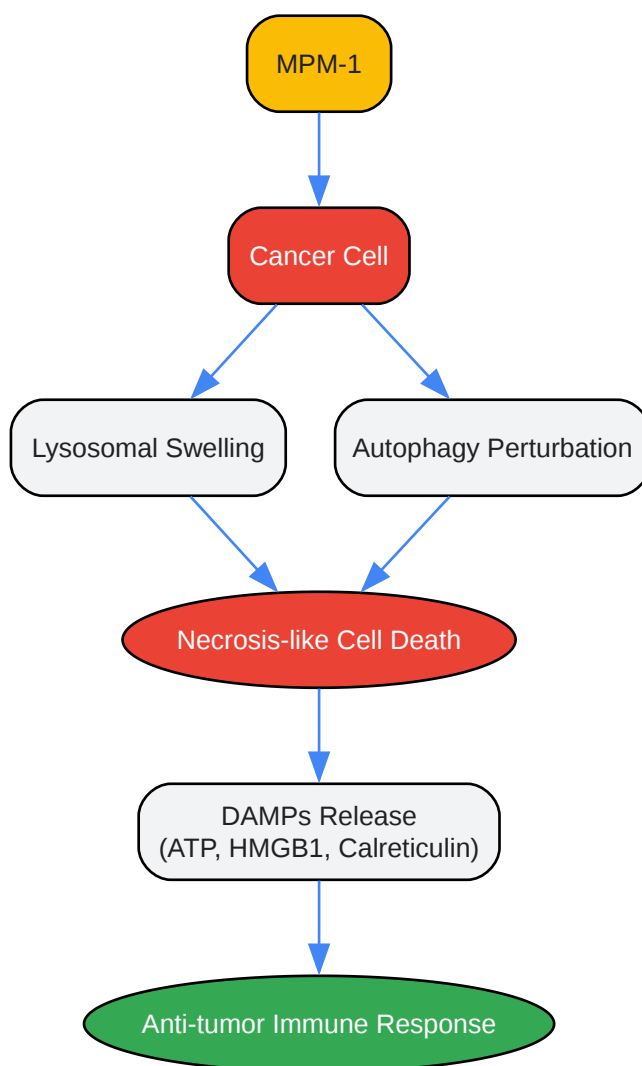 MPM-1
Cancer Cell
Lysosomal Swelling
Autophagy Perturbation
Necrosis-like Cell Death
DAMPs Release
(ATP, HMGB1, Calreticulin)
Anti-tumor Immune Response